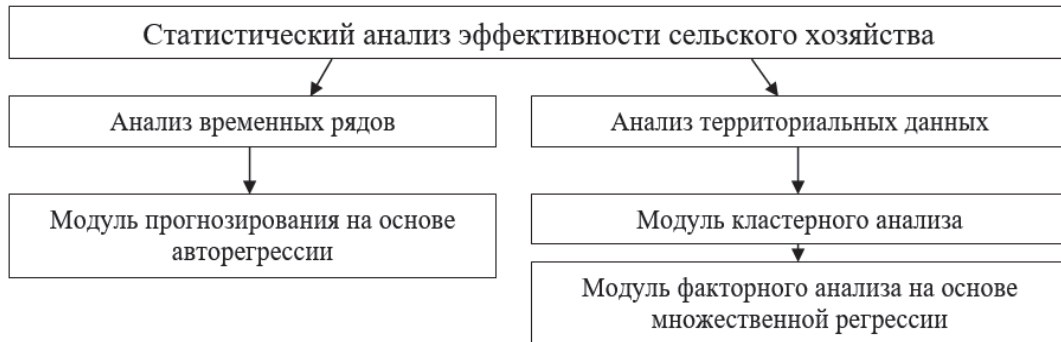 Статистический анализ эффективности сельского хозяйства
Анализ временных рядов
Анализ территориальных данных
Модуль прогнозирования на основе
авторегрессии
Модуль кластерного анализа
Модуль факторного анализа на основе
множественной регрессии